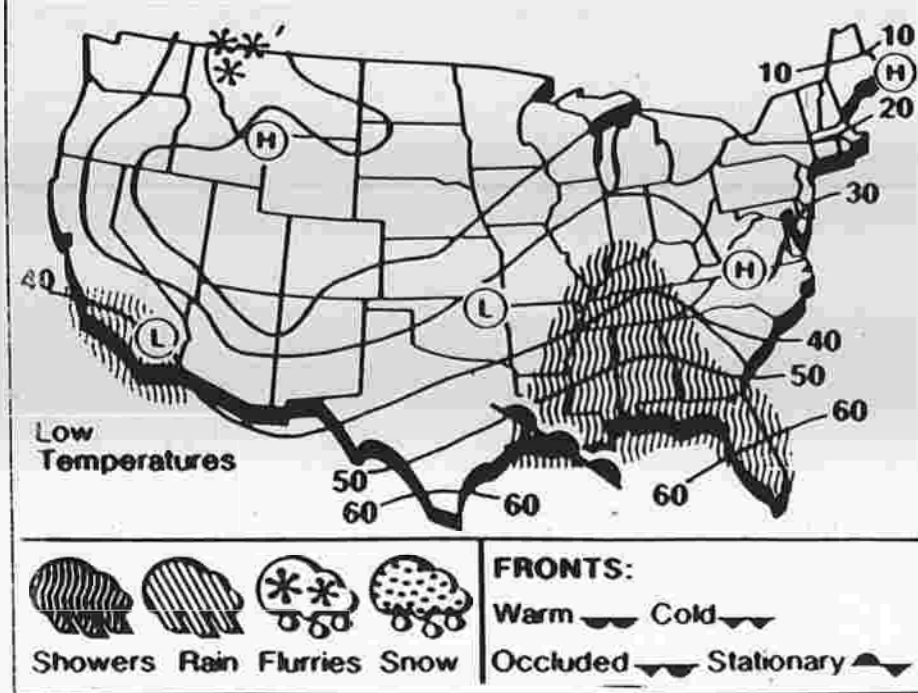 10
10
H
20
H
30
H
40
L
L
40
50
60
Low
Temperatures
50
60
60
60
FRONTS:
Warm Cold
Showers Rain Flurries Snow
Occluded Stationary